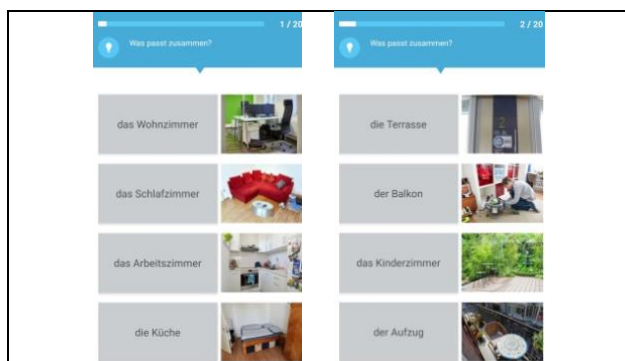 1 / 20
Was passt zusammen?
das Wohnzimmer
das Schlafzimmer
das Arbeitszimmer
die Küche
2 / 20
Was passt zusammen?
die Terrasse
der Balkon
das Kinderzimmer
der Aufzug